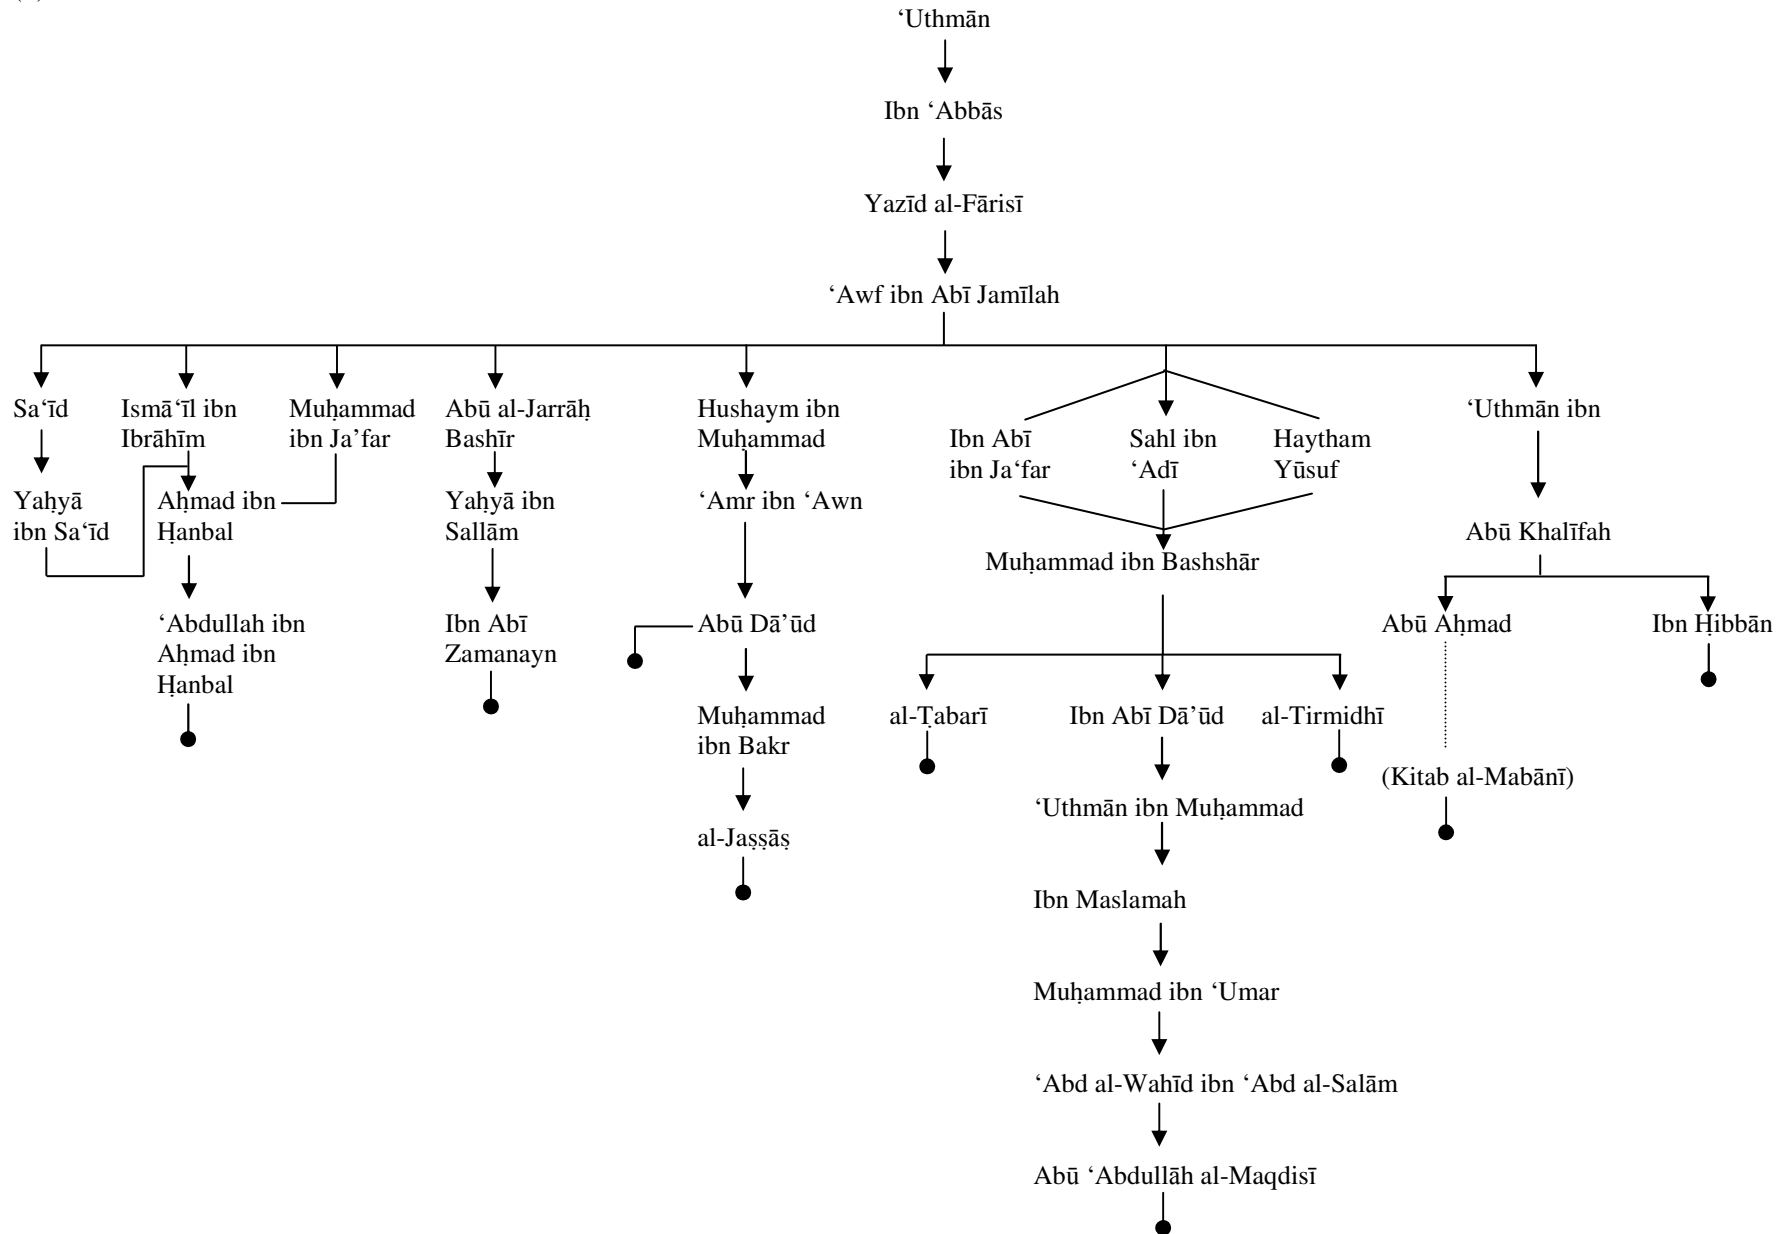 ‘Uthmān
Ibn ‘Abbās
Yazīd al-Fārisī
‘Awf ibn Abī Jamīlah
Sa‘īd
Ismā‘īl ibn
Ibrāhīm
Muḥammad
ibn Ja’far
Abū al-Jarrāḥ
Bashīr
Hushaym ibn
Muḥammad
Ibn Abī
ibn Ja‘far
Sahl ibn
‘Adī
Haytham
Yūsuf
‘Uthmān ibn
Yaḥyā
ibn Sa‘īd
Aḥmad ibn
Ḥanbal
Yaḥyā ibn
Sallām
‘Amr ibn ‘Awn
Muḥammad ibn Bashshār
Abū Khalīfah
‘Abdullah ibn
Aḥmad ibn
Ḥanbal
Ibn Abī
Zamanayn
Abū Dā’ūd
Abū Aḥmad
Ibn Ḥibbān
Muḥammad
ibn Bakr
al-Ṭabarī
Ibn Abī Dā’ūd
al-Tirmidhī
(Kitab al-Mabānī)
al-Jaṣṣāṣ
‘Uthmān ibn Muḥammad
Ibn Maslamah
Muḥammad ibn ‘Umar
‘Abd al-Wahīd ibn ‘Abd al-Salām
Abū ‘Abdullāh al-Maqdisī